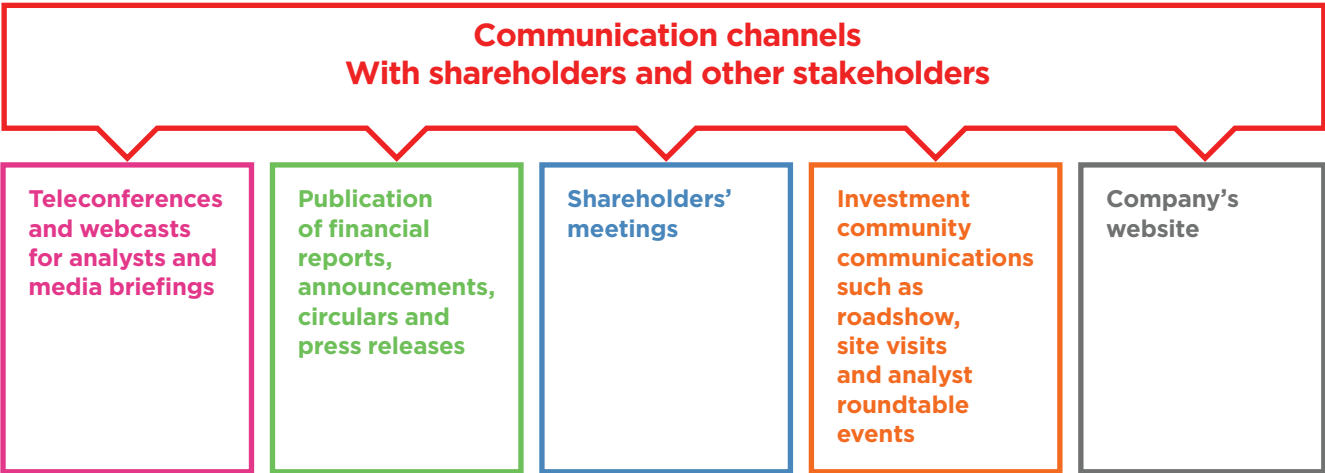 Communication channels
With shareholders and other stakeholders
Teleconferences
and webcasts
for analysts and
media briefings
Publication
of financial
reports,
announcements,
circulars and
press releases
Shareholders’
meetings
Investment
community
communications
such as
roadshow,
site visits
and analyst
roundtable
events
Company’s
website